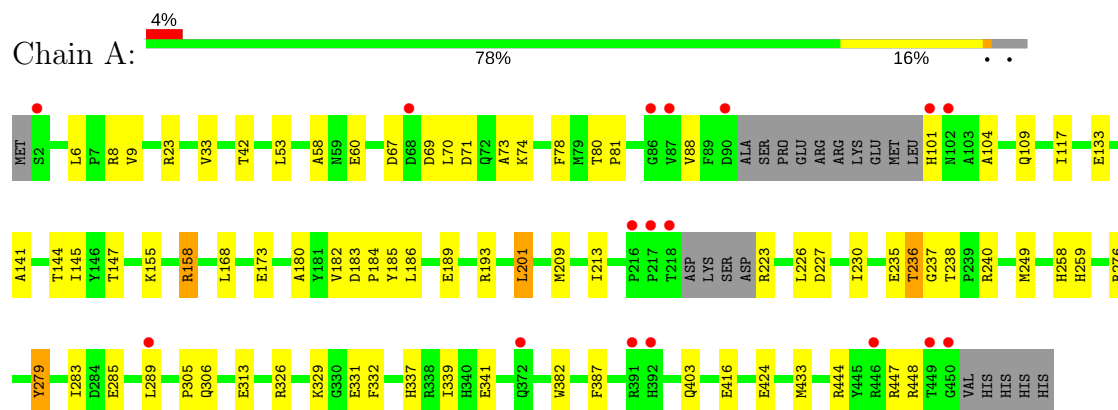 4%
Chain A:
78% 16% • •
MET S2 L6 P7 R8 V9 R23 V33 T42 L53 A58 N59 E60 D67 D68 D69 L70 D71 Q72 A73 K74 F78 M79 T80 P81 G86 V87 V88 F89 D90 ALA SER PRO GLU ARG ARG LYS GLU MET LEU H101 N102 A103 A104 Q109 I117 E133
A141 T144 I145 Y146 T147 K155 R158 L168 E173 A180 Y181 V182 D183 P184 Y185 L186 E189 R193 L201 M209 I213 P216 P217 T218 ASP LYS SER ASP R223 L226 D227 I230 E235 T236 G237 T238 P239 R240 M249 H258 H259 R276
Y279 I283 D284 E285 L289 P305 Q306 E313 R326 K329 G330 E331 F332 H337 R338 I339 H340 E341 Q372 W382 F387 R391 H392 Q403 E416 E424 M433 R444 Y445 R446 R447 R448 T449 G450 VAL HIS HIS HIS HIS